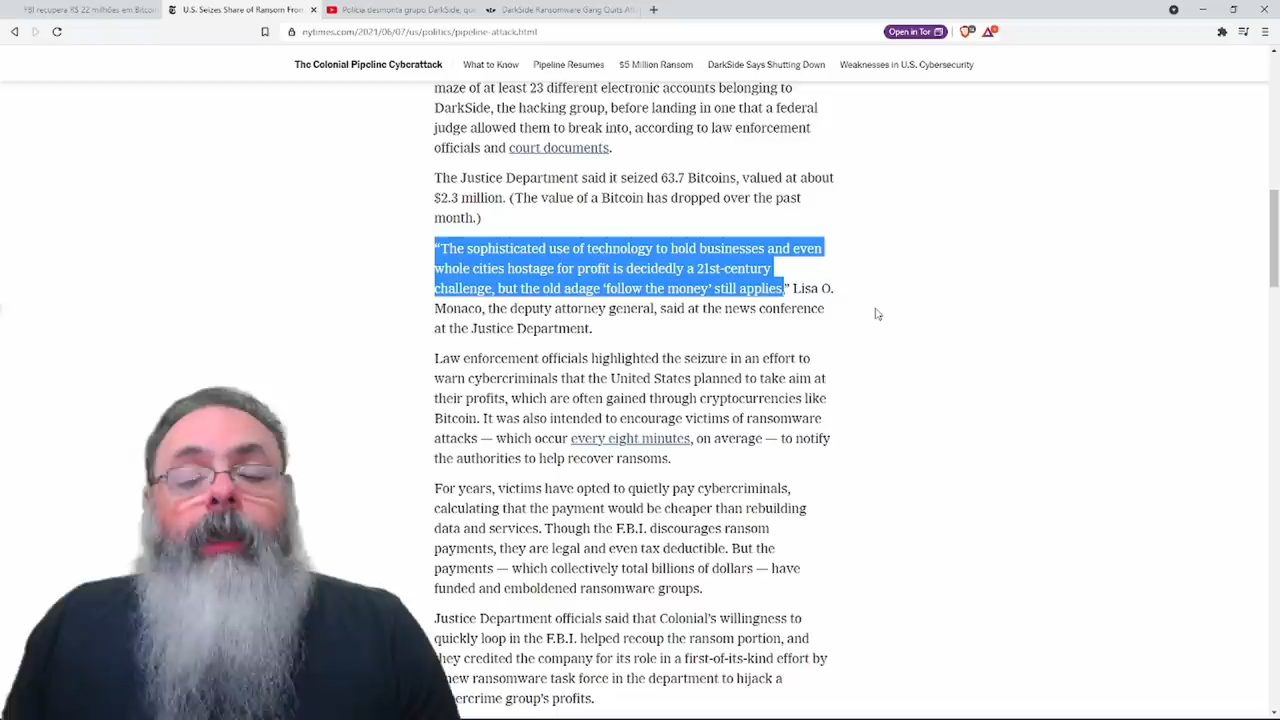 FBI recupera R$ 22 milhões em Bitcoi
U.S. Seizes Share of Ransom From
Polícia desmonta grupo DarkSide, qu
DarkSide Ransomware Gang Quits Aft
nytimes.com/2021/06/07/us/politics/pipeline-attack.html
Open in Tor
The Colonial Pipeline Cyberattack
What to Know
Pipeline Resumes
$5 Million Ransom
DarkSide Says Shutting Down
Weaknesses in U.S. Cybersecurity
maze of at least 23 different electronic accounts belonging to
DarkSide, the hacking group, before landing in one that a federal
judge allowed them to break into, according to law enforcement
officials and court documents.
The Justice Department said it seized 63.7 Bitcoins, valued at about
$2.3 million. (The value of a Bitcoin has dropped over the past
month.)
“The sophisticated use of technology to hold businesses and even
whole cities hostage for profit is decidedly a 21st-century
challenge, but the old adage ‘follow the money’ still applies,” Lisa O.
Monaco, the deputy attorney general, said at the news conference
at the Justice Department.
Law enforcement officials highlighted the seizure in an effort to
warn cybercriminals that the United States planned to take aim at
their profits, which are often gained through cryptocurrencies like
Bitcoin. It was also intended to encourage victims of ransomware
attacks — which occur every eight minutes, on average — to notify
the authorities to help recover ransoms.
For years, victims have opted to quietly pay cybercriminals,
calculating that the payment would be cheaper than rebuilding
data and services. Though the F.B.I. discourages ransom
payments, they are legal and even tax deductible. But the
payments — which collectively total billions of dollars — have
funded and emboldened ransomware groups.
Justice Department officials said that Colonial’s willingness to
quickly loop in the F.B.I. helped recoup the ransom portion, and
hey credited the company for its role in a first-of-its-kind effort by
new ransomware task force in the department to hijack a
bercrime group’s profits.